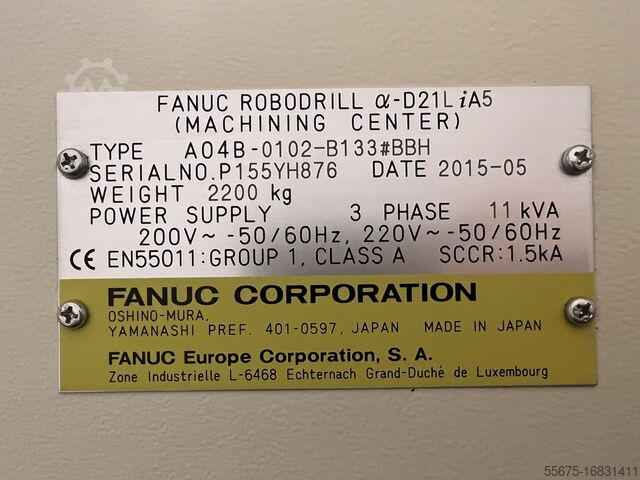 FANUC ROBODRILL α-D21LiA5
(MACHINING CENTER)
TYPE A04B-0102-B133#BBH
SERIALNO.P155YH876 DATE 2015-05
WEIGHT 2200 kg
POWER SUPPLY 3 PHASE 11 kVA
200V~ -50/60Hz, 220V~ -50/60Hz
CE EN55011:GROUP 1, CLASS A SCCR:1.5kA
FANUC CORPORATION
OSHINO-MURA,
YAMANASHI PREF. 401-0597, JAPAN MADE IN JAPAN
FANUC Europe Corporation, S. A.
Zone Industrielle L-6468 Echternach Grand-Duché de Luxembourg
55675-16831411